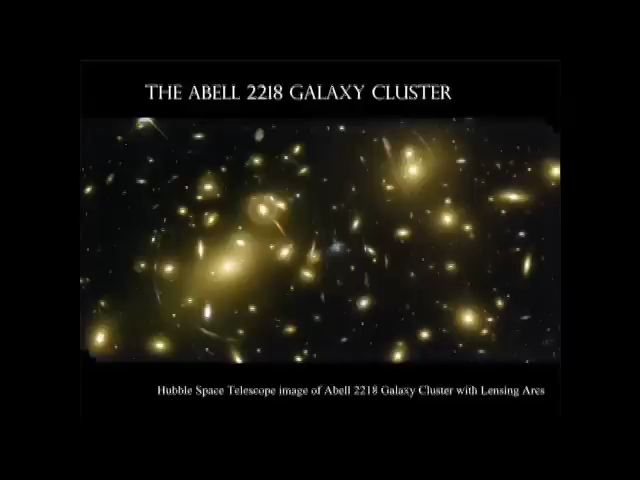 THE ABELL 2218 GALAXY CLUSTER
Hubble Space Telescope image of Abell 2218 Galaxy Cluster with Lensing Arcs